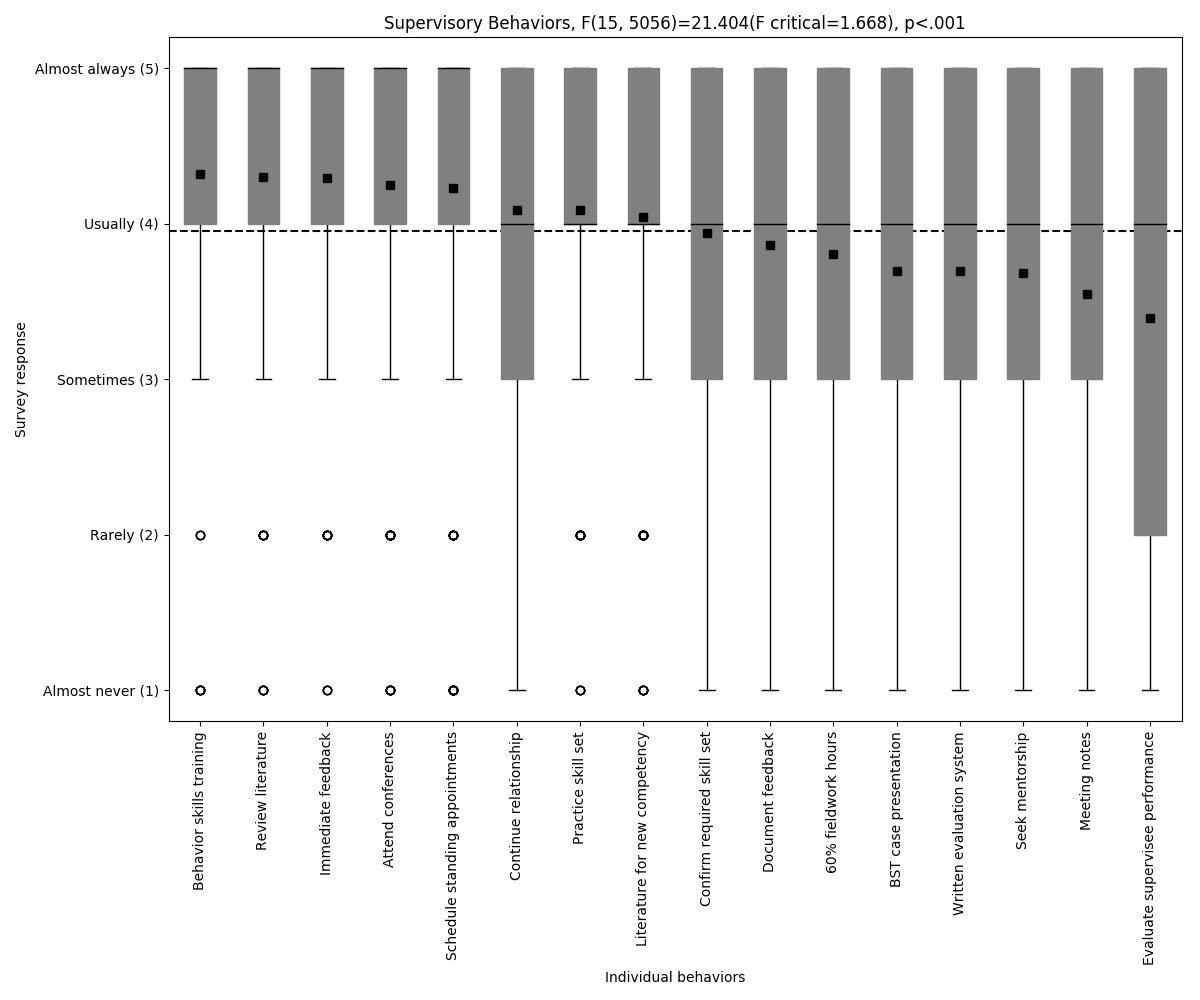 Supervisory Behaviors, F(15, 5056)=21.404(F critical=1.668), p<.001
Almost always (5)
Usually (4)
Sometimes (3)
Rarely (2)
Almost never (1)
Survey response
Behavior skills training
Review literature
Immediate feedback
Attend conferences
Schedule standing appointments
Continue relationship
Practice skill set
Literature for new competency
Confirm required skill set
Document feedback
60% fieldwork hours
BST case presentation
Written evaluation system
Seek mentorship
Meeting notes
Evaluate supervisee performance
Individual behaviors